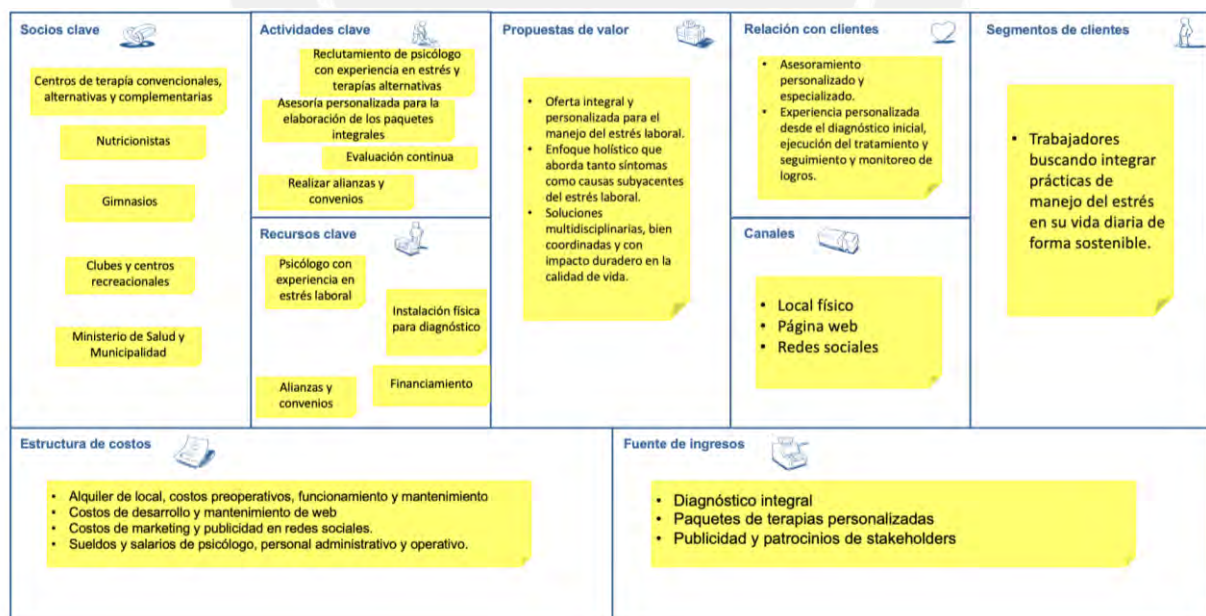 Socios clave
Centros de terapía convencionales,
alternativas y complementarias
Nutricionistas
Gimnasios
Clubes y centros
recreacionales
Ministerio de Salud y
Municipalidad
Actividades clave
Reclutamiento de psicólogo
con experiencia en estrés y
terapías alternativas
Asesoría personalizada para la
elaboración de los paquetes
integrales
Evaluación continua
Realizar alianzas y
convenios
Recursos clave
Psicólogo con
experiencia en
estrés laboral
Instalación física
para diagnóstico
Alianzas y
convenios
Financiamiento
Propuestas de valor
• Oferta integral y
personalizada para el
manejo del estrés laboral.
• Enfoque holístico que
aborda tanto síntomas
como causas subyacentes
del estrés laboral.
• Soluciones
multidisciplinarias, bien
coordinadas y con
impacto duradero en la
calidad de vida.
Relación con clientes
• Asesoramiento
personalizado y
especializado.
• Experiencia personalizada
desde el diagnóstico inicial,
ejecución del tratamiento y
seguimiento y monitoreo de
logros.
Canales
• Local físico
• Página web
• Redes sociales
Segmentos de clientes
• Trabajadores
buscando integrar
prácticas de
manejo del estrés
en su vida diaria de
forma sostenible.
Estructura de costos
• Alquiler de local, costos preoperativos, funcionamiento y mantenimiento
• Costos de desarrollo y mantenimiento de web
• Costos de marketing y publicidad en redes sociales.
• Sueldos y salarios de psicólogo, personal administrativo y operativo.
Fuente de ingresos
• Diagnóstico integral
• Paquetes de terapias personalizadas
• Publicidad y patrocinios de stakeholders